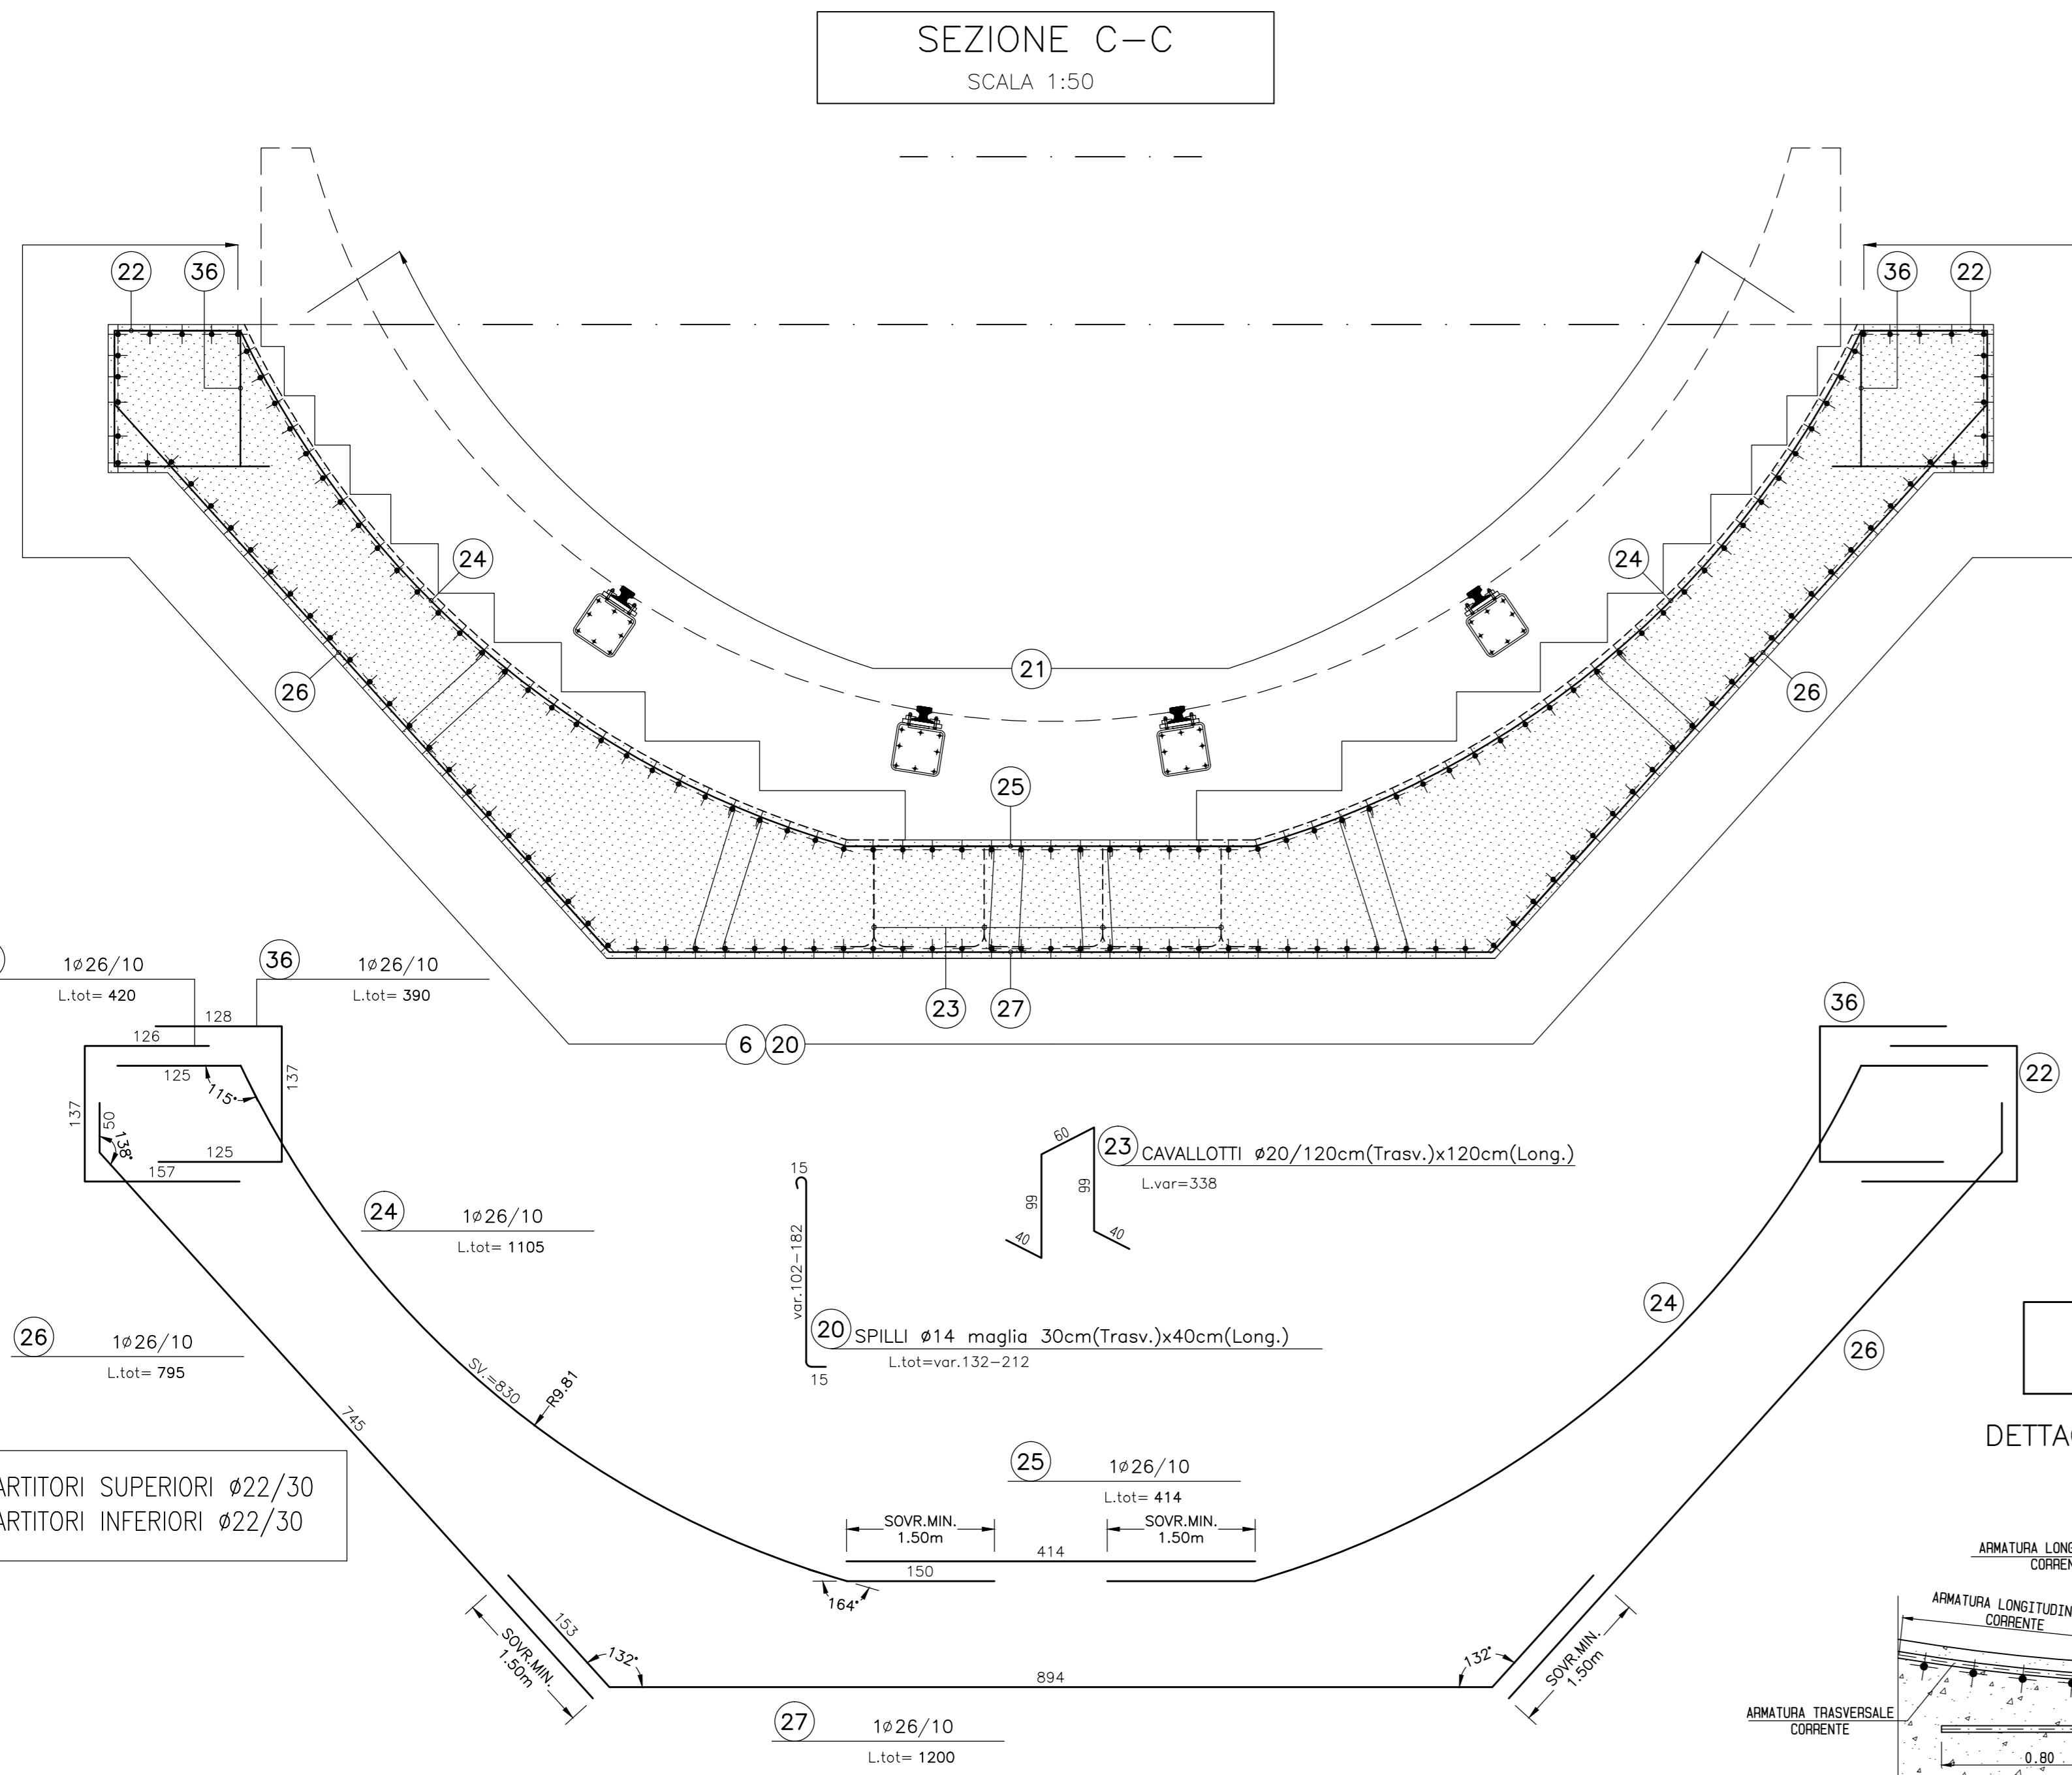 SEZIONE C-C
SCALA 1:50
22
36
36
22
24
24
21
26
26
25
23
27
6
20
1ø26/10
L.tot= 420
36
1ø26/10
L.tot= 390
128
126
125
115°
137
137
50
138°
125
157
36
22
24
1ø26/10
L.tot= 1105
15
var.102-182
15
20
SPILLI ø14 maglia 30cm(Trasv.)x40cm(Long.)
L.tot=var.132-212
60
99
99
40
40
23
CAVALLOTTI ø20/120cm(Trasv.)x120cm(Long.)
L.var=338
26
1ø26/10
L.tot= 795
SV.=830
R9.81
745
24
26
ARTITORI SUPERIORI ø22/30
ARTITORI INFERIORI ø22/30
25
1ø26/10
L.tot= 414
SOVR.MIN.
1.50m
SOVR.MIN.
1.50m
414
150
164°
153
SOVR.MIN.
1.50m
132°
894
132°
SOVR.MIN.
1.50m
27
1ø26/10
L.tot= 1200
DETTA
ARMATURA LONG
CORREN
ARMATURA LONGITUDIN
CORRENTE
ARMATURA TRASVERSALE
CORRENTE
0.80